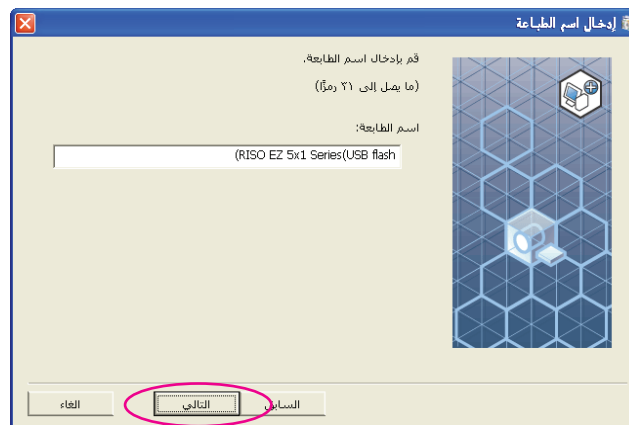 إدخال اسم الطباعة
قم بإدخال اسم الطابعة.
(ما يصل إلى ٣١ رمزًا)
اسم الطابعة:
(RISO EZ 5x1 Series(USB flash
السابق
التالي
الغاء